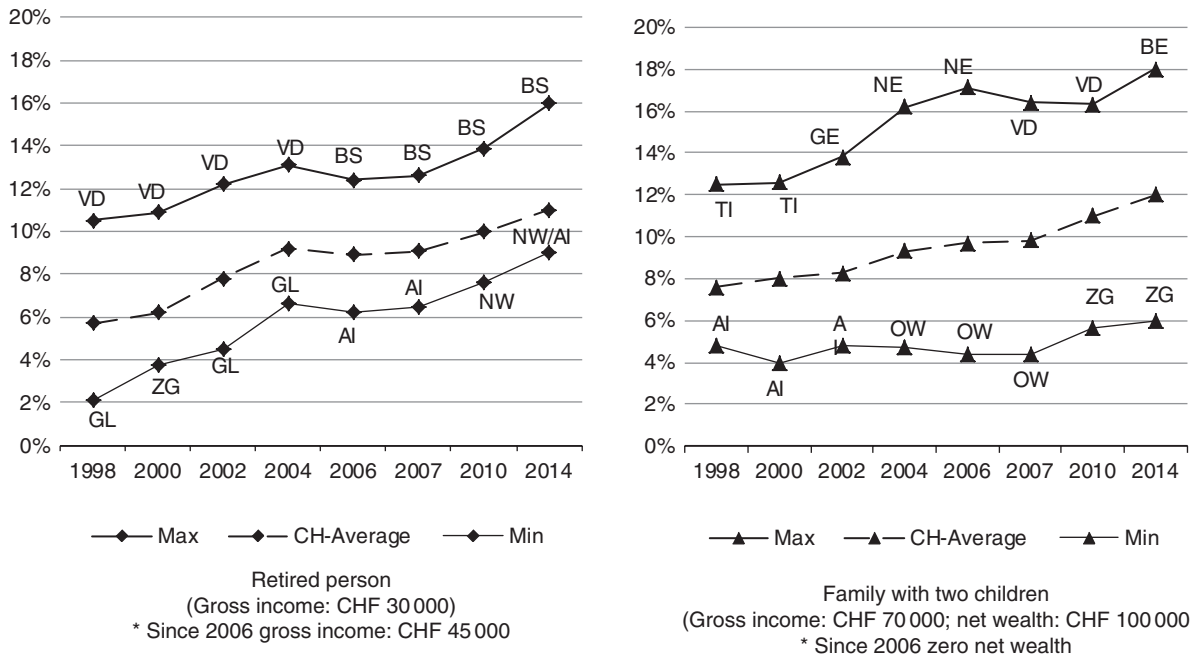 20%
18%
16%
14%
12%
10%
8%
6%
4%
2%
0%
VD
VD
VD
VD
BS
BS
BS
BS
NW/AI
GL
ZG
GL
GL
AI
AI
NW
1998 2000 2002 2004 2006 2007 2010 2014
Max CH-Average Min
Retired person
(Gross income: CHF 30 000)
* Since 2006 gross income: CHF 45 000
20%
18%
16%
14%
12%
10%
8%
6%
4%
2%
0%
TI
TI
GE
NE
NE
VD
VD
BE
AI
AI
A
I
OW
OW
OW
ZG
ZG
1998 2000 2002 2004 2006 2007 2010 2014
Max CH-Average Min
Family with two children
(Gross income: CHF 70 000; net wealth: CHF 100 000
* Since 2006 zero net wealth